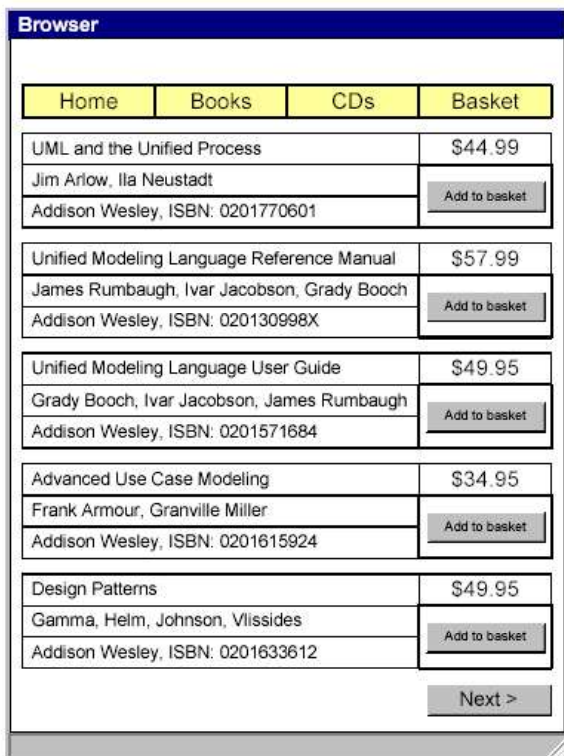 Browser
Home Books CDs Basket
UML and the Unified Process $44.99
Jim Arlow, Ila Neustadt
Add to basket
Addison Wesley, ISBN: 0201770601
Unified Modeling Language Reference Manual $57.99
James Rumbaugh, Ivar Jacobson, Grady Booch
Add to basket
Addison Wesley, ISBN: 020130998X
Unified Modeling Language User Guide $49.95
Grady Booch, Ivar Jacobson, James Rumbaugh
Add to basket
Addison Wesley, ISBN: 0201571684
Advanced Use Case Modeling $34.95
Frank Armour, Granville Miller
Add to basket
Addison Wesley, ISBN: 0201615924
Design Patterns $49.95
Gamma, Helm, Johnson, Vlissides
Add to basket
Addison Wesley, ISBN: 0201633612
Next >